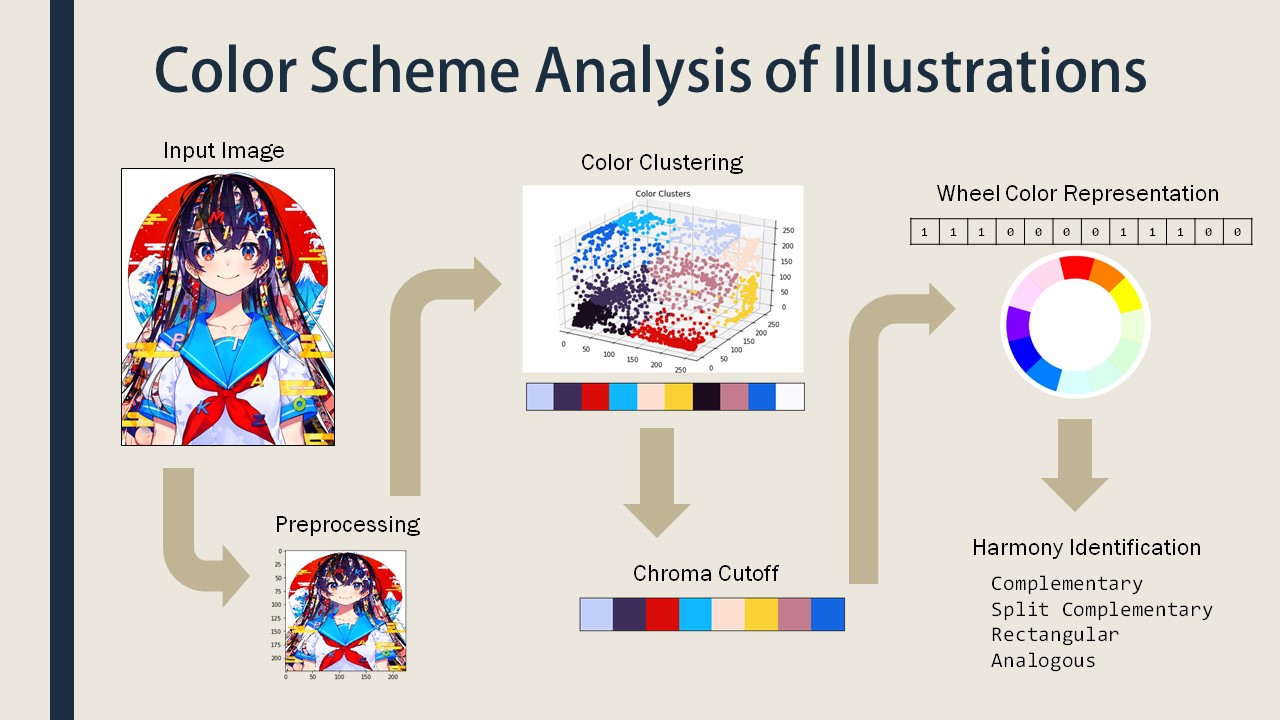 Color Scheme Analysis of Illustrations
Input Image
M K
P T
A
K Z O
Preprocessing
0
25
50
75
100
125
150
175
200
0 50 100 150 200
Color Clustering
Color Clusters
250
200
150
100
50
0
0 50 100 150 200 250
0 50 100 150 200 250
Chroma Cutoff
Wheel Color Representation
1 1 1 0 0 0 0 1 1 1 0 0
Harmony Identification
Complementary
Split Complementary
Rectangular
Analogous